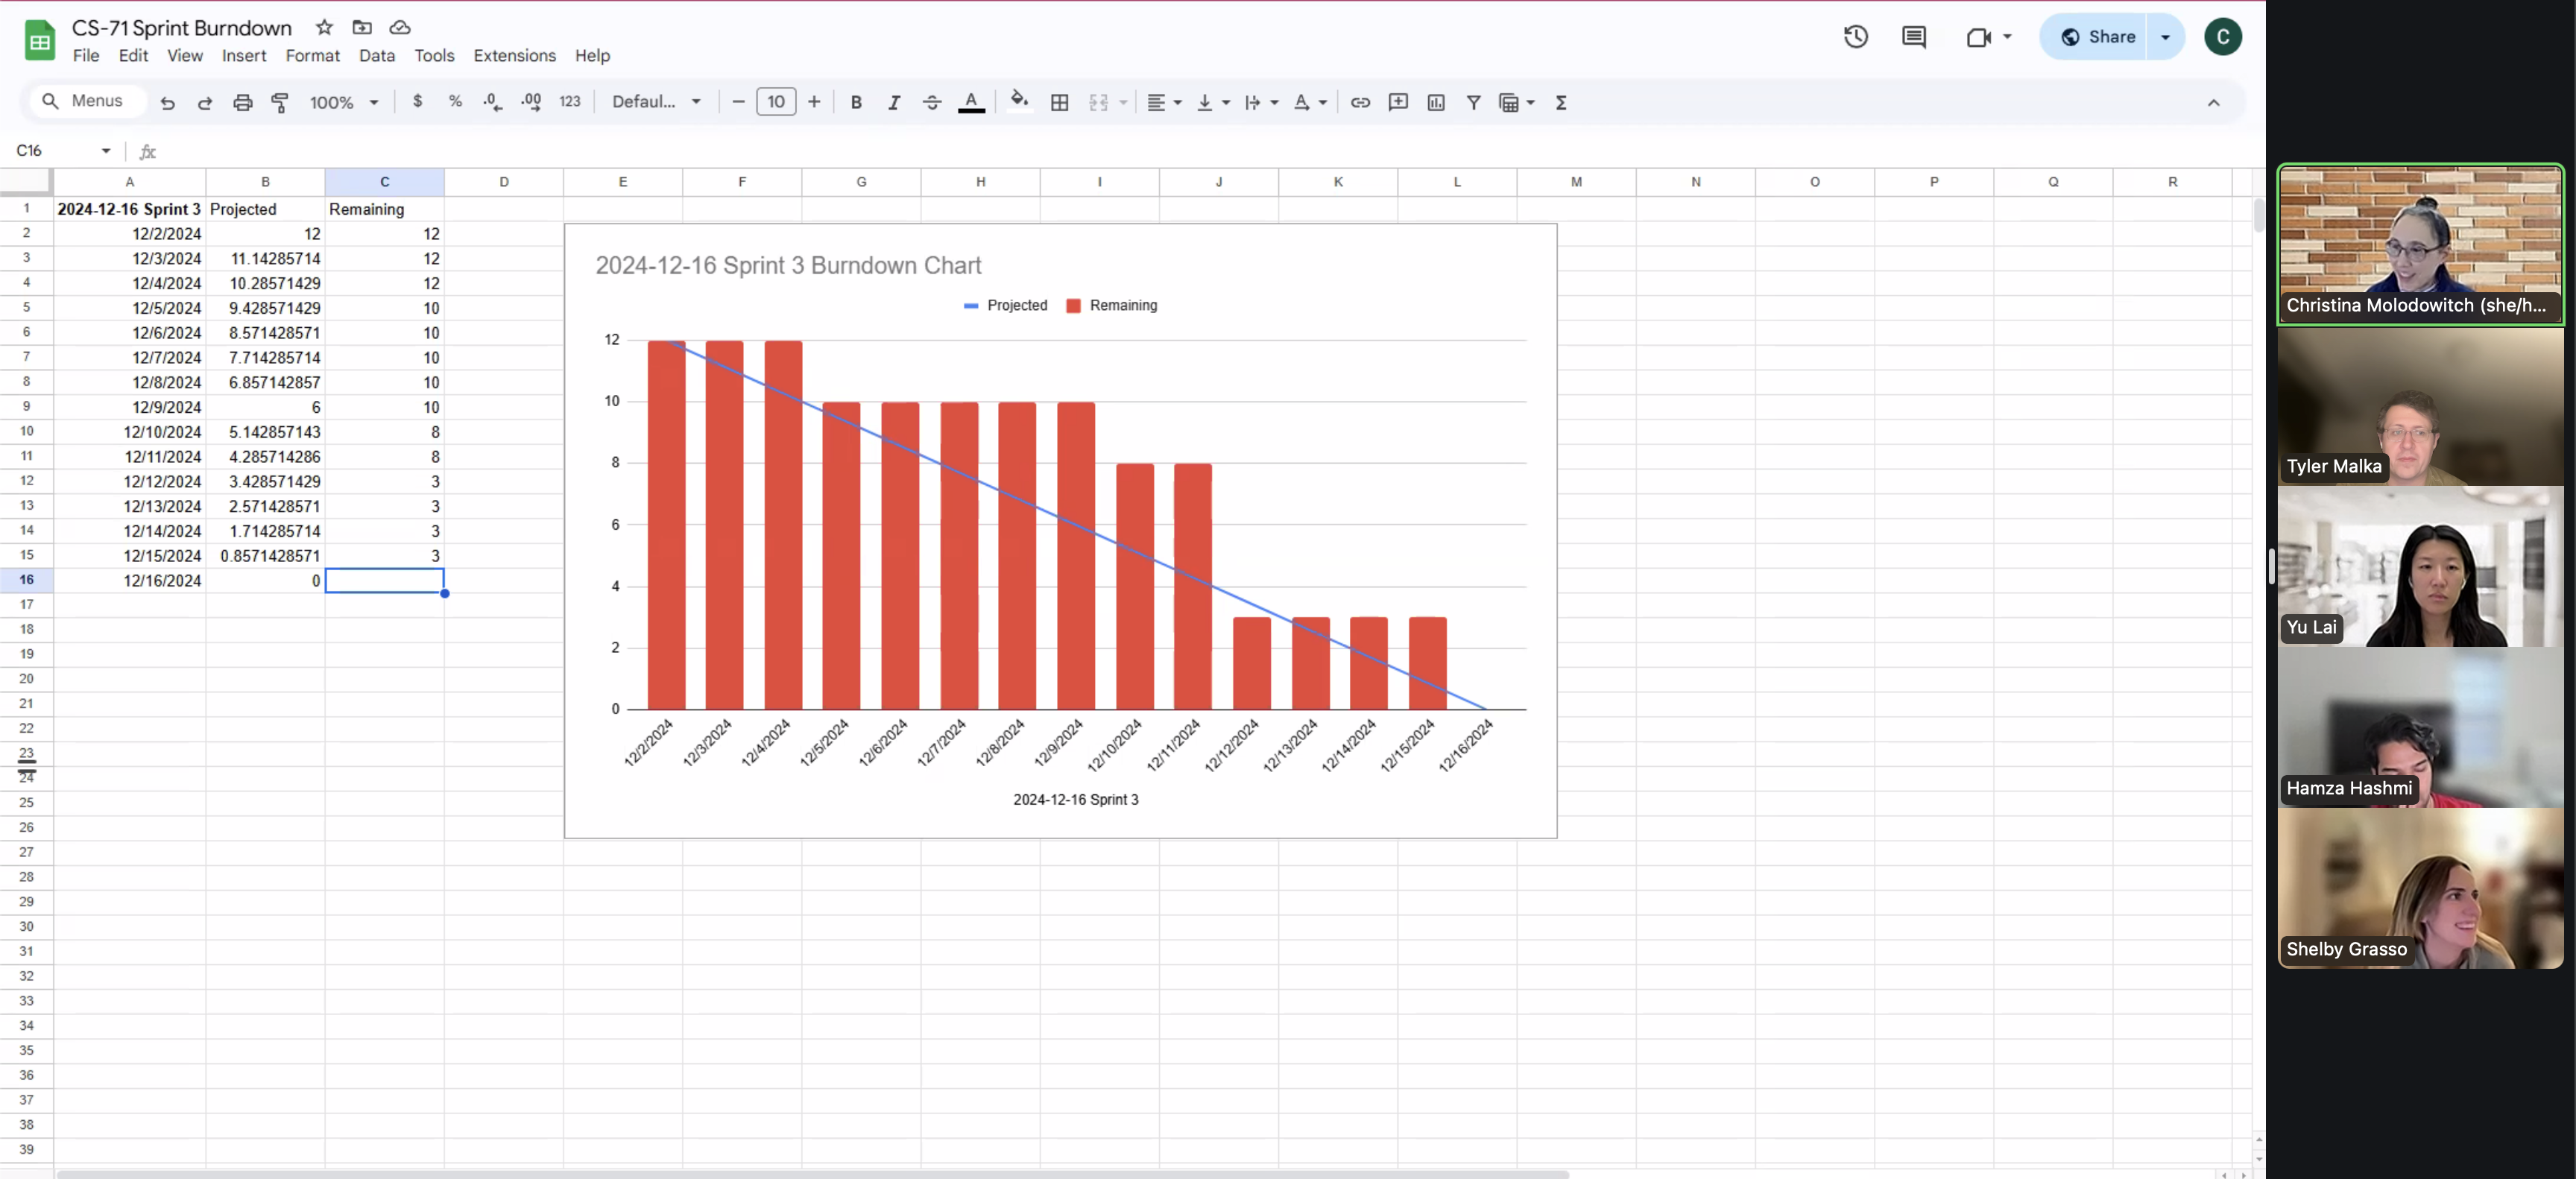 CS-71 Sprint Burndown
File Edit View Insert Format Data Tools Extensions Help
Share
C
Menus 100% $ % .0 .00 123 Defaul... 10 B I A Σ
C16 fx
A B C D E F G H I J K L M N O P Q R
1 2024-12-16 Sprint 3 Projected Remaining
2 12/2/2024 12 12
3 12/3/2024 11.14285714 12
4 12/4/2024 10.28571429 12
5 12/5/2024 9.428571429 10
6 12/6/2024 8.571428571 10
7 12/7/2024 7.714285714 10
8 12/8/2024 6.857142857 10
9 12/9/2024 6 10
10 12/10/2024 5.142857143 8
11 12/11/2024 4.285714286 8
12 12/12/2024 3.428571429 3
13 12/13/2024 2.571428571 3
14 12/14/2024 1.714285714 3
15 12/15/2024 0.8571428571 3
16 12/16/2024 0
17
18
19
20
21
22
23
24
25
26
27
28
29
30
31
32
33
34
35
36
37
38
39
2024-12-16 Sprint 3 Burndown Chart
Projected Remaining
12
10
8
6
4
2
0
12/2/2024 12/3/2024 12/4/2024 12/5/2024 12/6/2024 12/7/2024 12/8/2024 12/9/2024 12/10/2024 12/11/2024 12/12/2024 12/13/2024 12/14/2024 12/15/2024 12/16/2024
2024-12-16 Sprint 3
Christina Molodowitch (she/h...
Tyler Malka
Yu Lai
Hamza Hashmi
Shelby Grasso